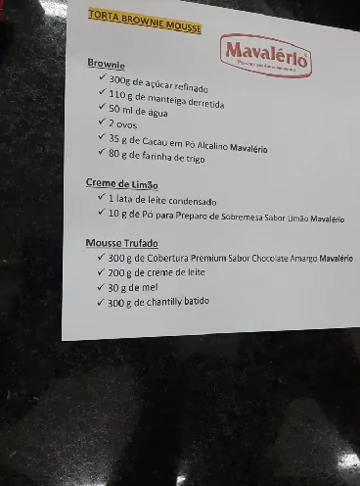 TORTA BROWNIE MOUSSE
Mavalério
Brownie
✓ 300g de açúcar refinado
✓ 110 g de manteiga derretida
✓ 50 ml de água
✓ 2 ovos
✓ 35 g de Cacau em Pó Alcalino Mavalério
✓ 80 g de farinha de trigo
Creme de Limão
✓ 1 lata de leite condensado
✓ 10 g de Pó para Preparo de Sobremesa Sabor Limão Mavalério
Mousse Trufado
✓ 300 g de Cobertura Premium Sabor Chocolate Amargo Mavalério
✓ 200 g de creme de leite
✓ 30 g de mel
✓ 300 g de chantilly batido